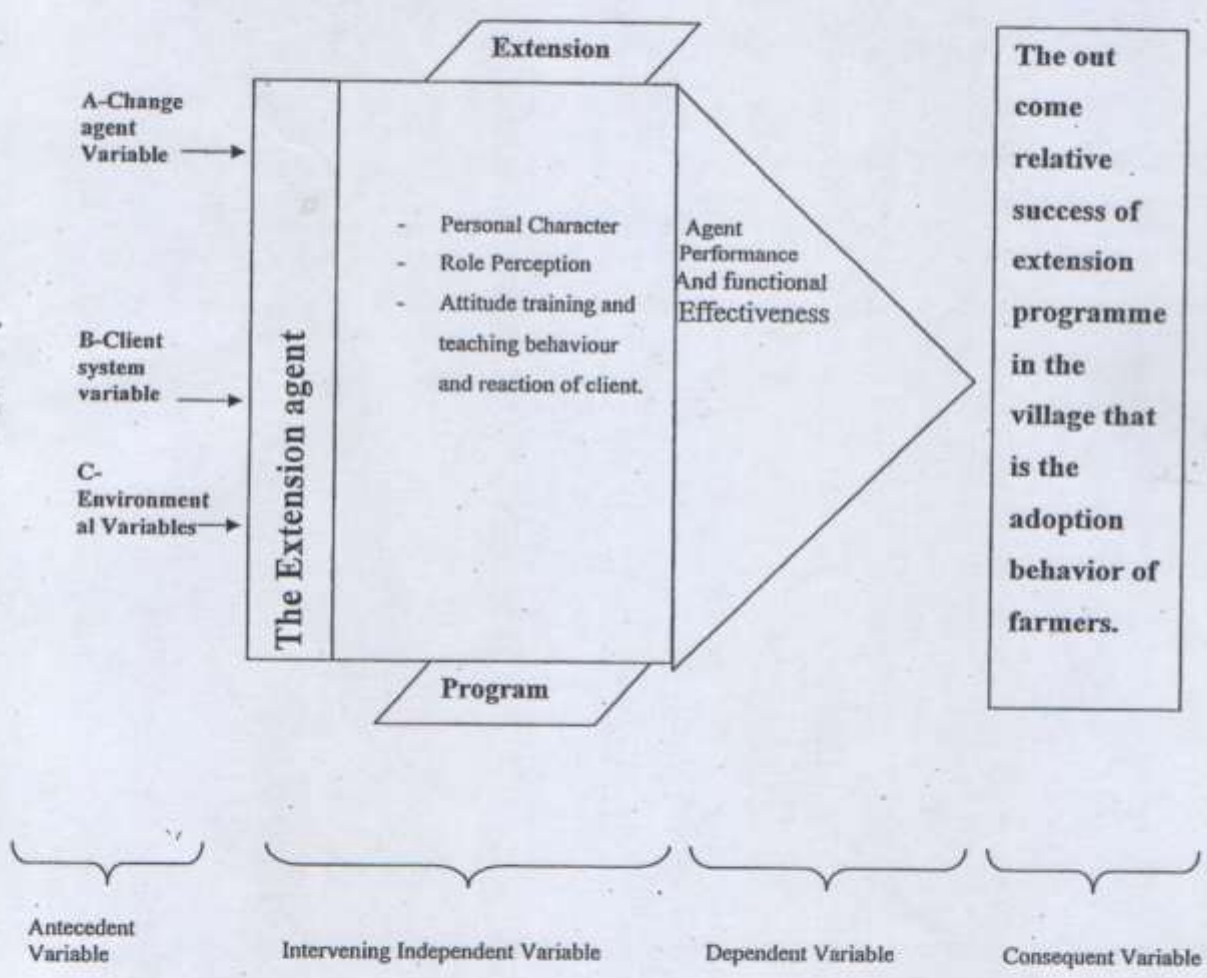 Extension
A-Change
agent
Variable
B-Client
system
variable
C-
Environment
al Variables
The Extension agent
- Personal Character
- Role Perception
- Attitude training and
teaching behaviour
and reaction of client.
Agent
Performance
And functional
Effectiveness
Program
The out
come
relative
success of
extension
programme
in the
village that
is the
adoption
behavior of
farmers.
Antecedent
Variable
Intervening Independent Variable
Dependent Variable
Consequent Variable